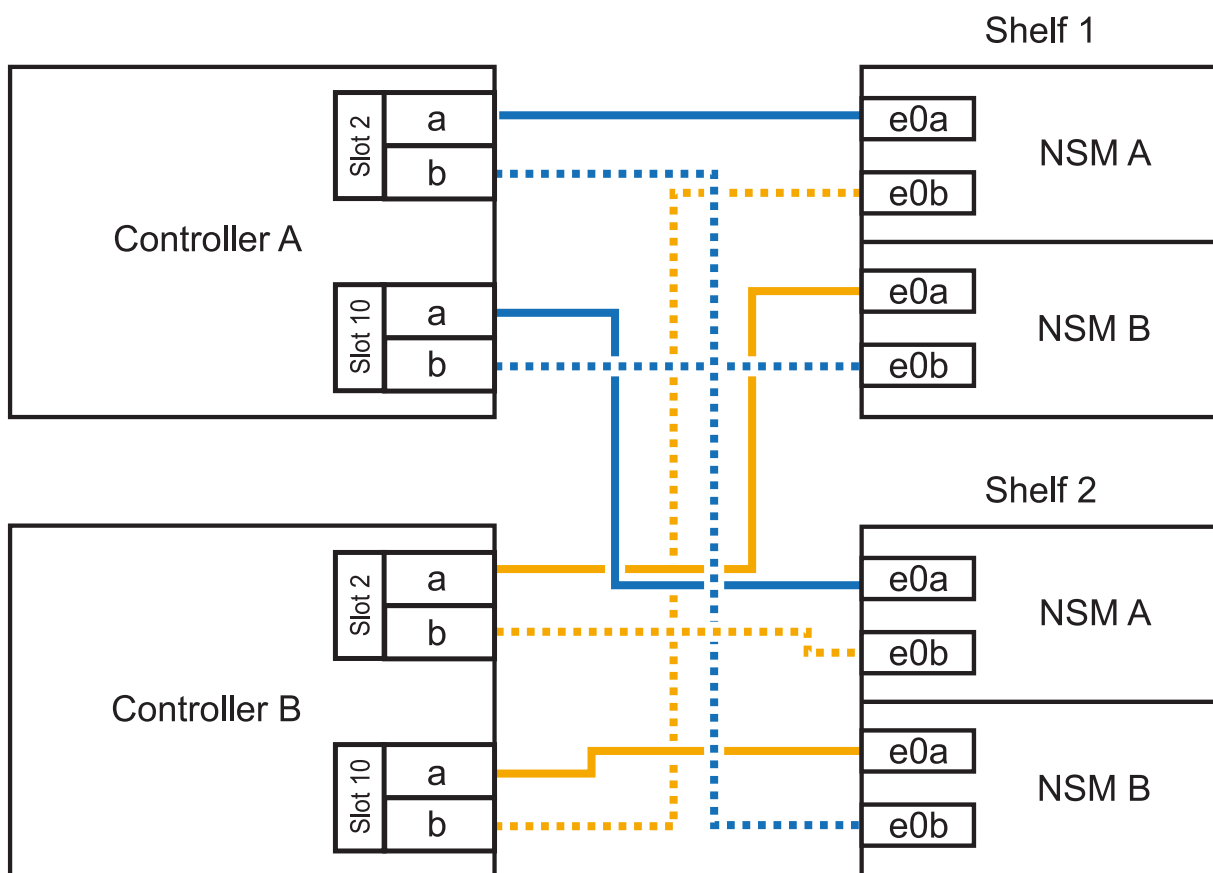 Shelf 1
Controller A
Slot 2
a
b
Slot 10
a
b
e0a
e0b
NSM A
e0a
e0b
NSM B
Shelf 2
Controller B
Slot 2
a
b
Slot 10
a
b
e0a
e0b
NSM A
e0a
e0b
NSM B